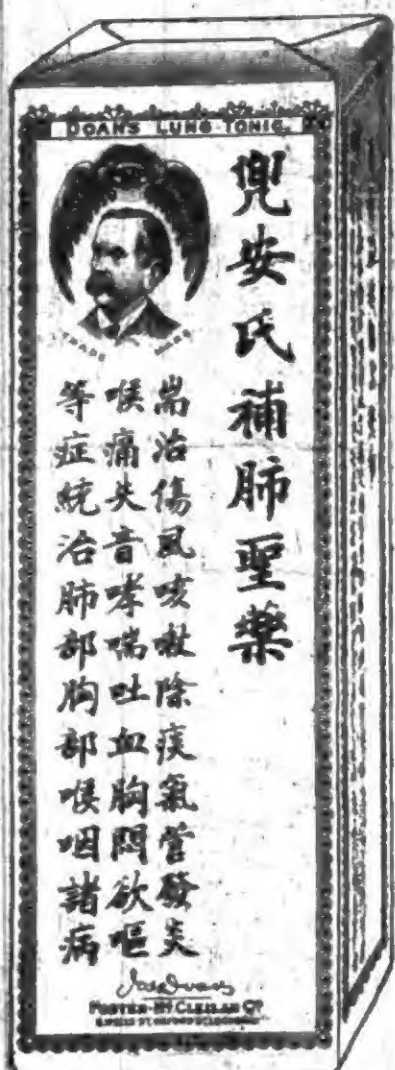 DOANS LUNG TONIC.
兜安氏補肺聖藥
耑治傷風咳嗽除痰氣管發炎
喉痛失音哮喘吐血胸悶欲嘔
等症統治肺部胸部喉咽諸病
TRADE MARK
FOSTER-McCLELLAN Co